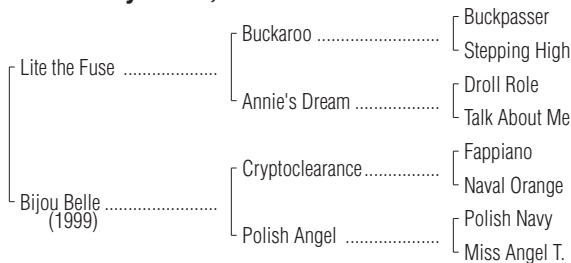 Buckpasser
Buckaroo ..............................
Stepping High
Lite the Fuse .....................
Droll Role
Annie's Dream .....................
Talk About Me
Fappiano
Cryptoclearance..................
Naval Orange
Bijou Belle .........................
(1999)
Polish Navy
Polish Angel .......................
Miss Angel T.